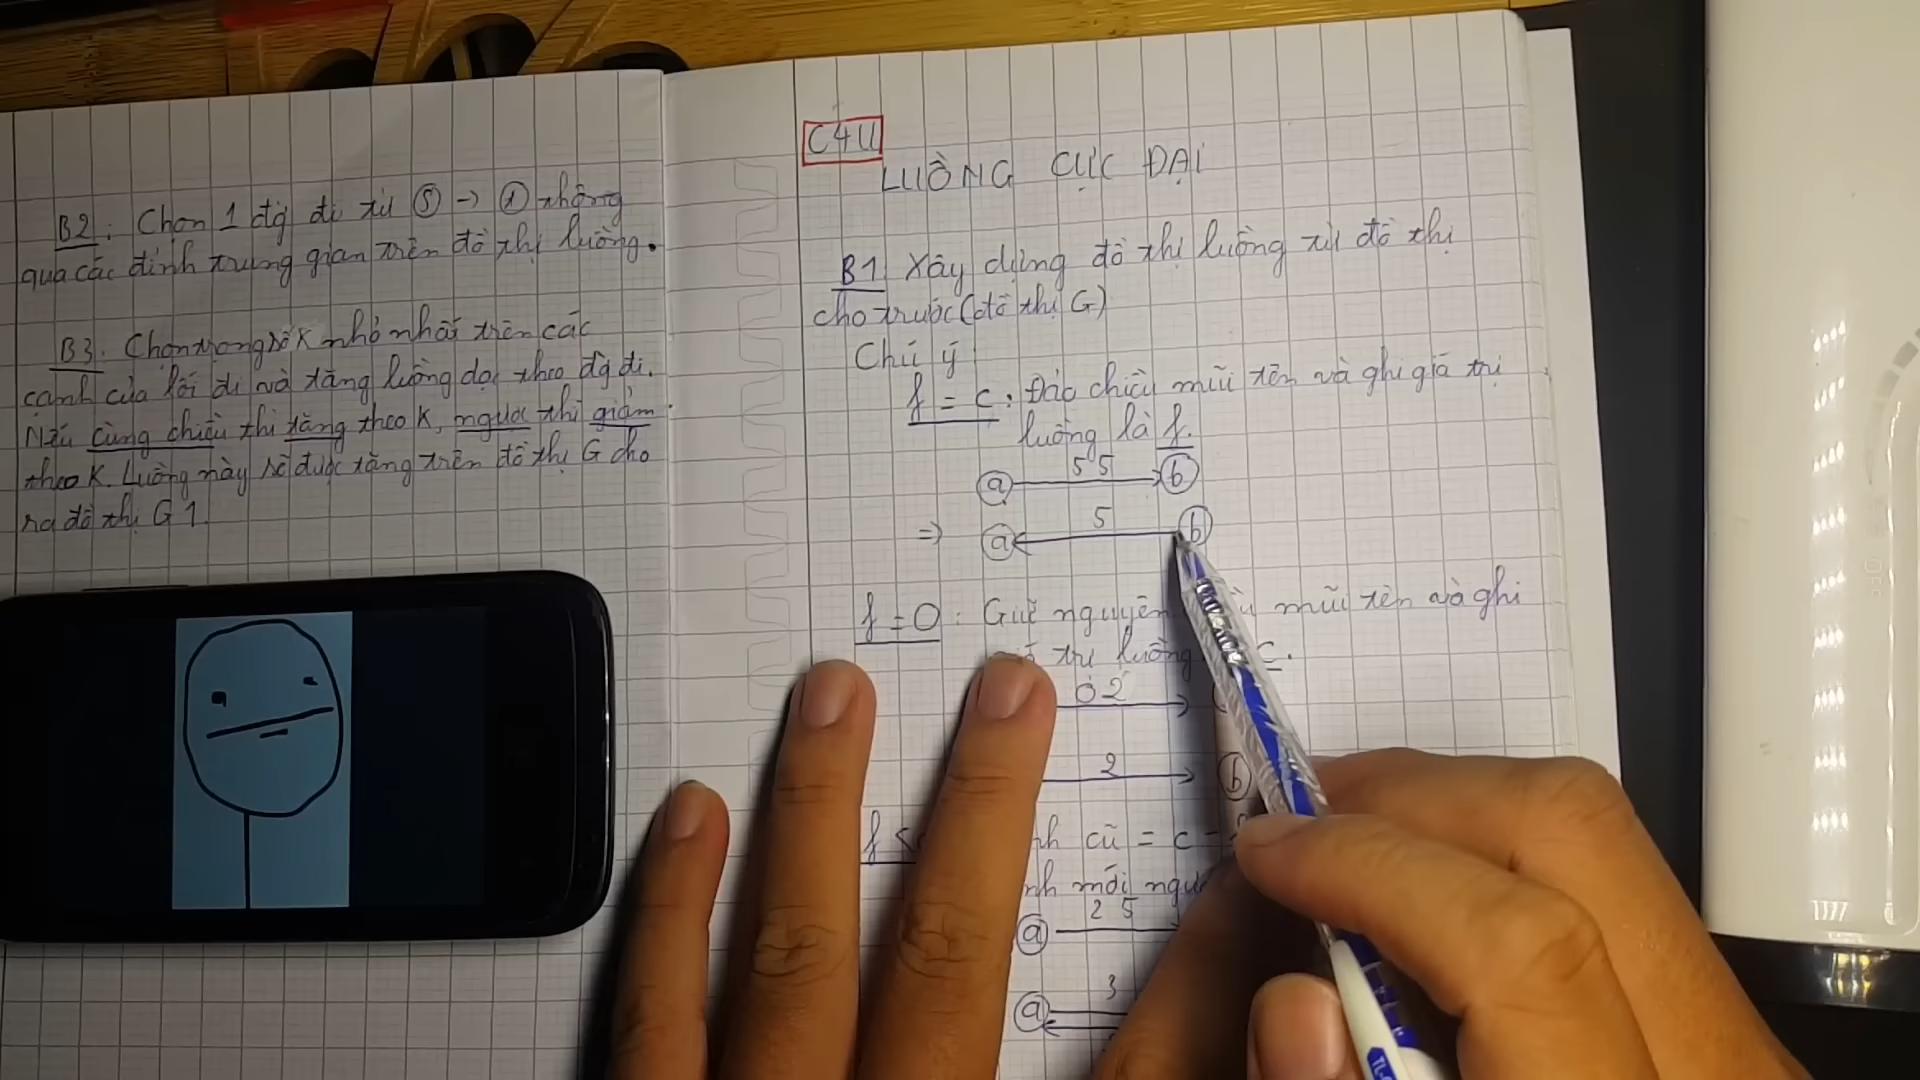 B2: Chọn 1 đg đi từ (S) -> thông
qua các đỉnh trung gian trên đồ thị luồng.
B3. Chọn trọng số K nhỏ nhất trên các
cạnh của lối đi và tăng luồng dọc theo đg đi.
Nếu cùng chiều thì tăng theo K, ngược thì giảm
theo K. Luồng này sẽ được tăng trên đồ thị G cho
ra đồ thị G1
C4U
LUỒNG CỰC ĐẠI
B1 Xây dựng đồ thị luồng từ đồ thị
cho trước (đồ thị G)
Chú ý
f = c: Đảo chiều mũi tên và ghi giá trị
luồng là f.
5 5
a b
5
=> a b
f = 0: Giữ nguyên mũi tên và ghi
trị luồng c.
0 2
2
b
f < cũ = c -
mới
2 5
a
3
a